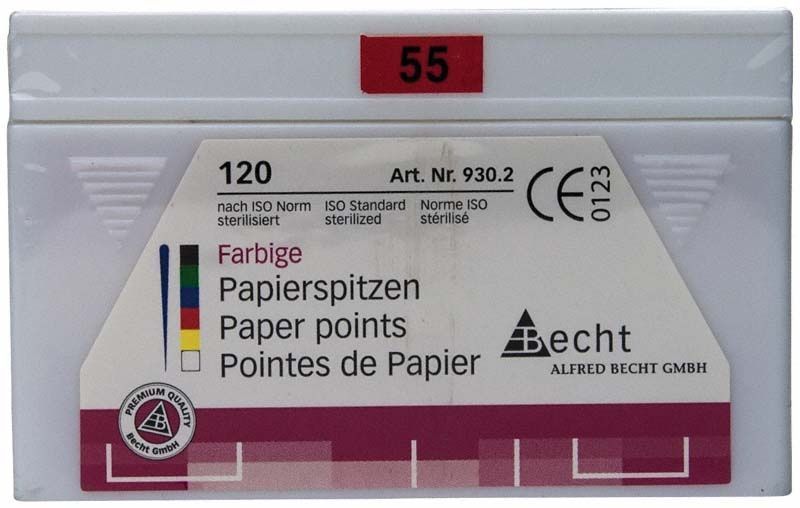 55
120 Art. Nr. 930.2
CE 0123
nach ISO Norm sterilisiert
ISO Standard sterilized
Norme ISO stérilisé
Farbige
Papierspitzen
Paper points
Pointes de Papier
Becht
ALFRED BECHT GMBH
PREMIUM QUALITY
B
Becht GmbH